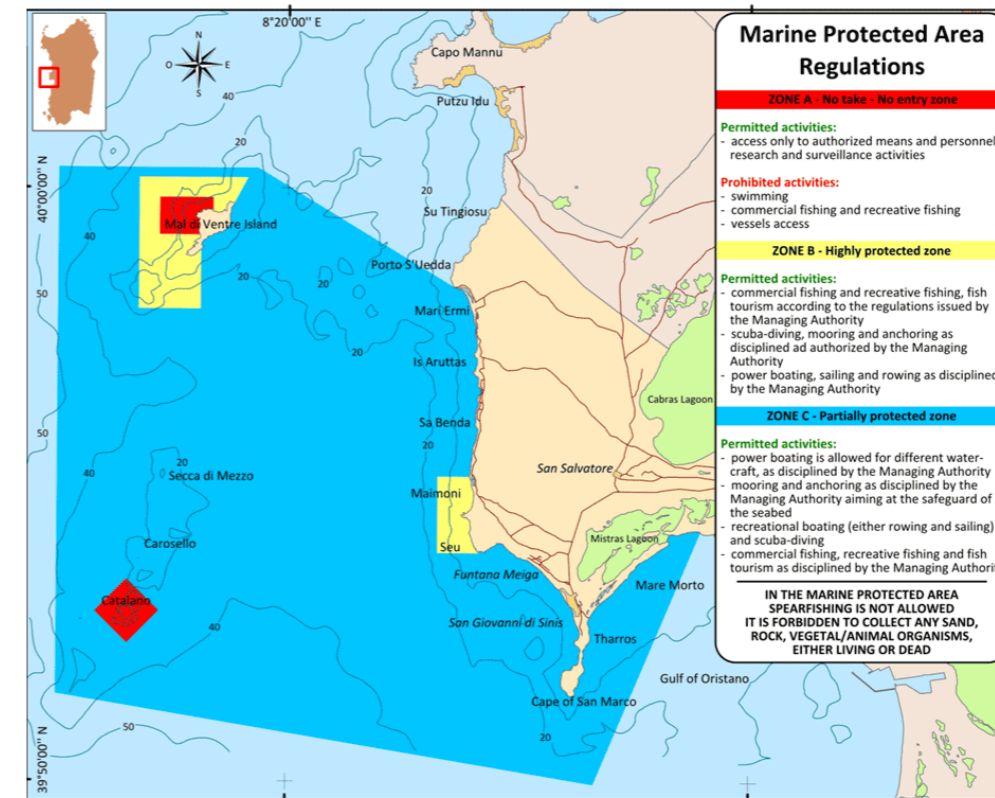 8°20'00'' E
N
O
E
S
Capo Mannu
Putzu Idu
40
20
20
40°00'00'' N
Su Tingiosu
Mal di Ventre Island
40
Porto S'Uedda
20
20
50
Mari Ermi
20
Is Aruttas
Cabras Lagoon
Sa Benda
50
20
20
San Salvatore
40
Secca di Mezzo
Maimoni
Carosello
Seu
Mistras Lagoon
Funtana Meiga
Mare Morto
Catalano
San Giovanni di Sinis
40
Tharros
Gulf of Oristano
Cape of San Marco
50
20
39°50'00'' N
Marine Protected Area
Regulations
ZONE A - No take - No entry zone
Permitted activities:
- access only to authorized means and personnel
research and surveillance activities
Prohibited activities:
- swimming
- commercial fishing and recreative fishing
- vessels access
ZONE B - Highly protected zone
Permitted activities:
- commercial fishing and recreative fishing, fish
tourism according to the regulations issued by
the Managing Authority
- scuba-diving, mooring and anchoring as
disciplined ad authorized by the Managing
Authority
- power boating, sailing and rowing as disciplined
by the Managing Authority
ZONE C - Partially protected zone
Permitted activities:
- power boating is allowed for different water-
craft, as disciplined by the Managing Authority
- mooring and anchoring as disciplined by the
Managing Authority aiming at the safeguard of
the seabed
- recreational boating (either rowing and sailing)
and scuba-diving
- commercial fishing, recreative fishing and fish
tourism as disciplined by the Managing Authorit
IN THE MARINE PROTECTED AREA
SPEARFISHING IS NOT ALLOWED
IT IS FORBIDDEN TO COLLECT ANY SAND,
ROCK, VEGETAL/ANIMAL ORGANISMS,
EITHER LIVING OR DEAD